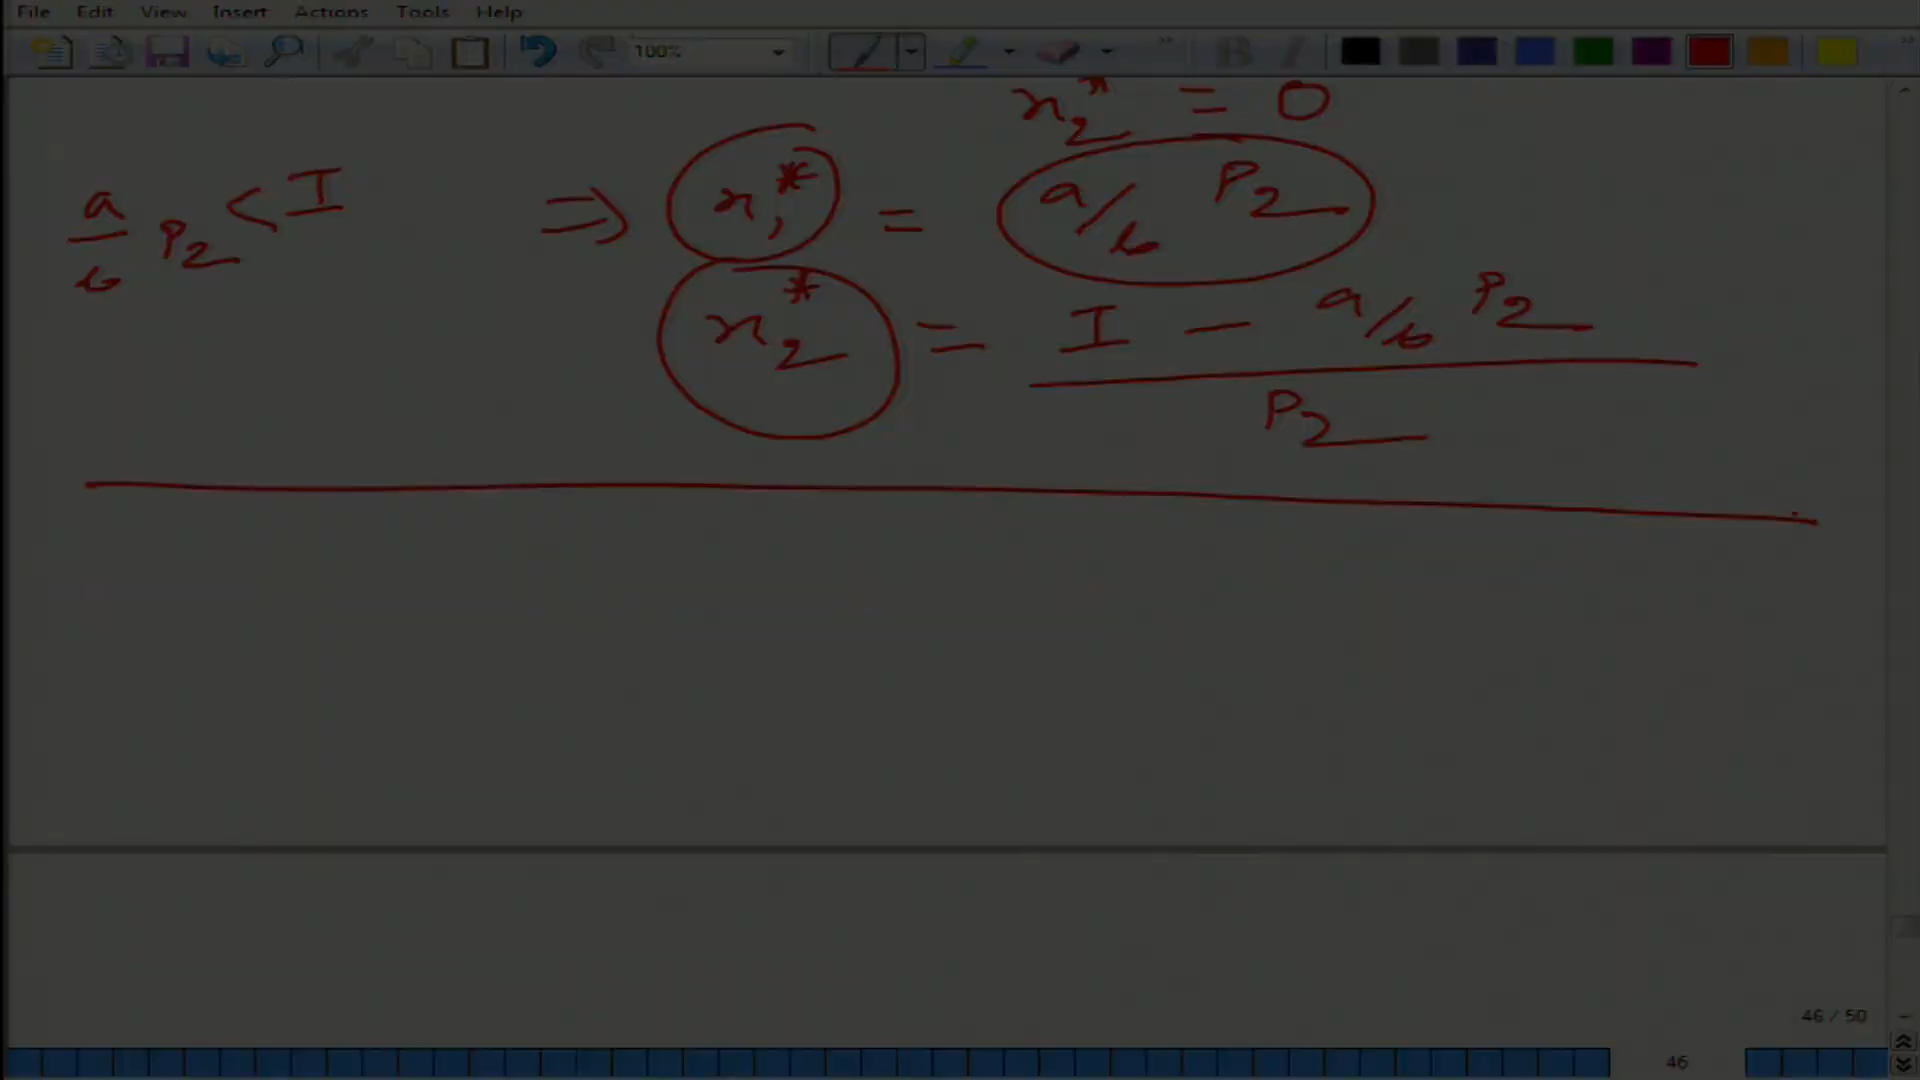 File Edit View Insert Actions Tools Help
100%
x₂* = 0
a/b P₂ < I ⇒ x₁* = a/b P₂
x₂* = (I − a/b P₂) / P₂
46 / 50
46